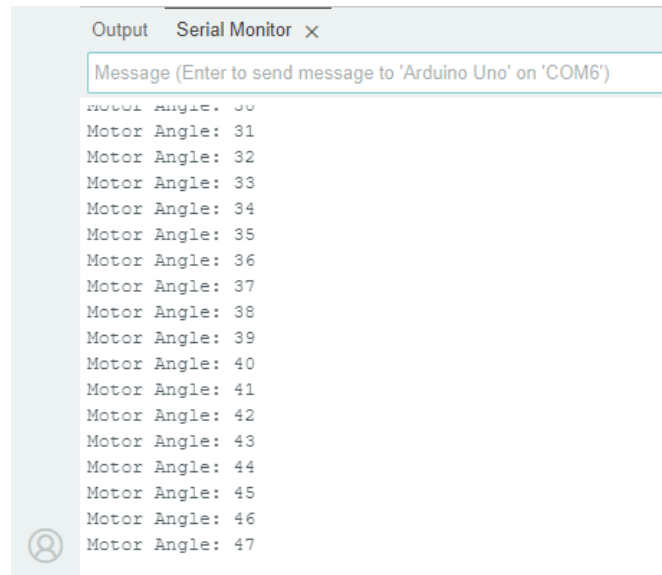 Output Serial Monitor ×
Message (Enter to send message to 'Arduino Uno' on 'COM6')
Motor Angle: 30
Motor Angle: 31
Motor Angle: 32
Motor Angle: 33
Motor Angle: 34
Motor Angle: 35
Motor Angle: 36
Motor Angle: 37
Motor Angle: 38
Motor Angle: 39
Motor Angle: 40
Motor Angle: 41
Motor Angle: 42
Motor Angle: 43
Motor Angle: 44
Motor Angle: 45
Motor Angle: 46
Motor Angle: 47